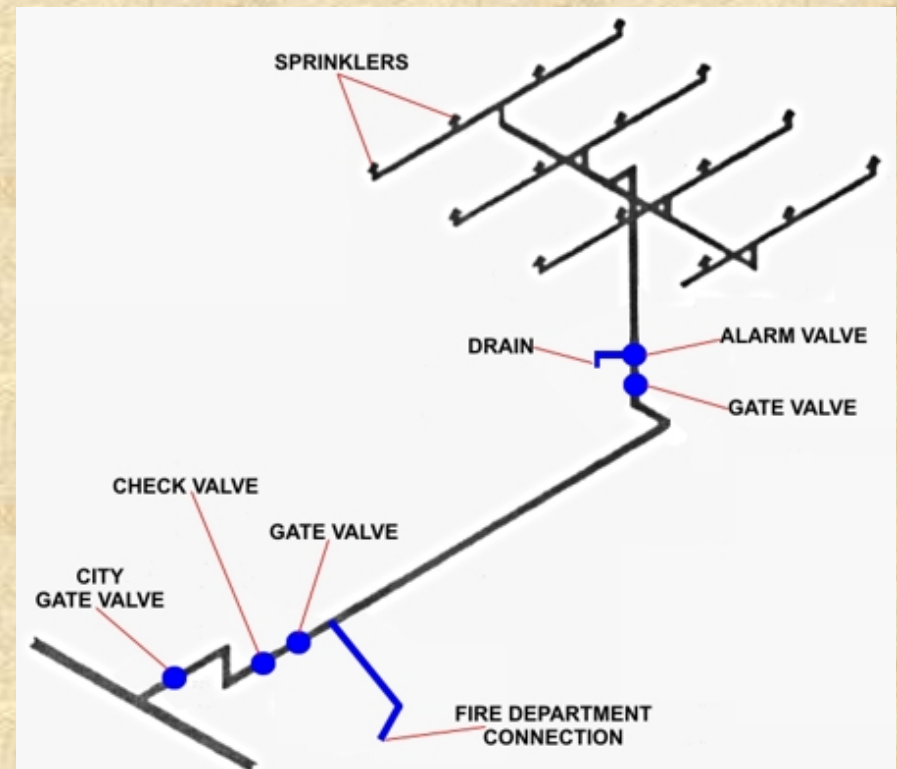 SPRINKLERS
DRAIN
ALARM VALVE
GATE VALVE
CHECK VALVE
GATE VALVE
CITY
GATE VALVE
FIRE DEPARTMENT
CONNECTION